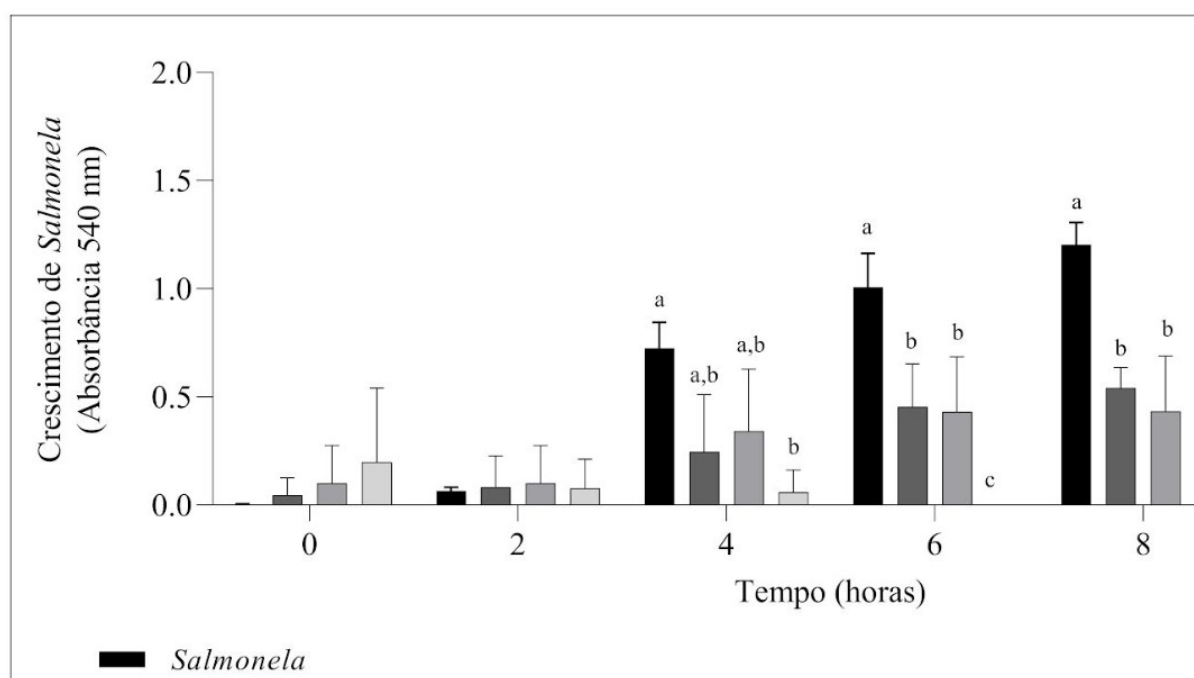 Crescimento de Salmonela
(Absorbância 540 nm)
2.0
1.5
1.0
0.5
0.0
a
a,b
a,b
b
a
b
b
c
a
b
b
0 2 4 6 8
Tempo (horas)
Salmonela